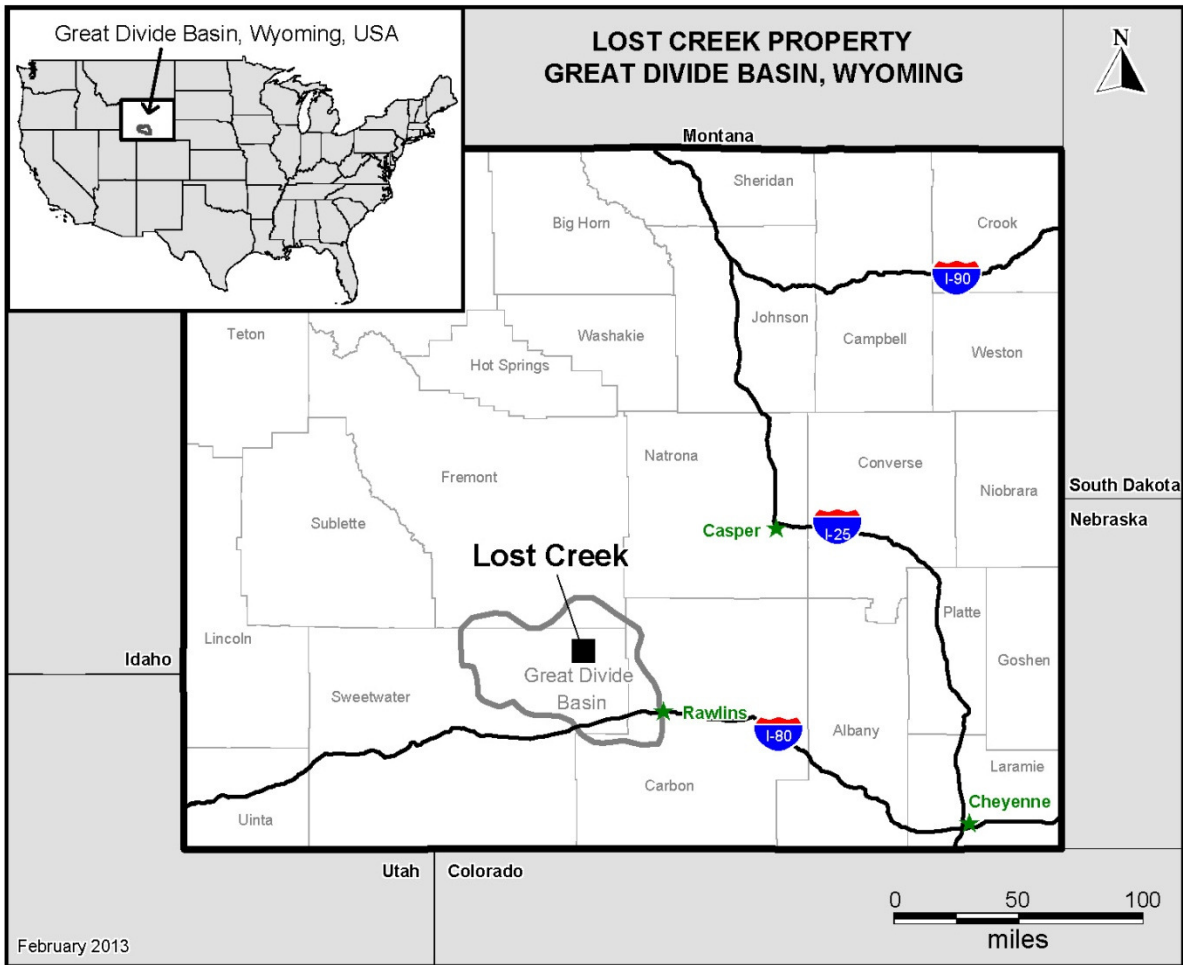 Great Divide Basin, Wyoming, USA
LOST CREEK PROPERTY
GREAT DIVIDE BASIN, WYOMING
N
Montana
Sheridan
Big Horn
Crook
I-90
Teton
Washakie
Johnson
Campbell
Weston
Hot Springs
Natrona
Converse
Fremont
Niobrara
South Dakota
Nebraska
Sublette
Casper
I-25
Lost Creek
Platte
Lincoln
Idaho
Goshen
Great Divide
Basin
Sweetwater
Rawlins
I-80
Albany
Laramie
Carbon
Cheyenne
Uinta
Utah
Colorado
0 50 100
miles
February 2013